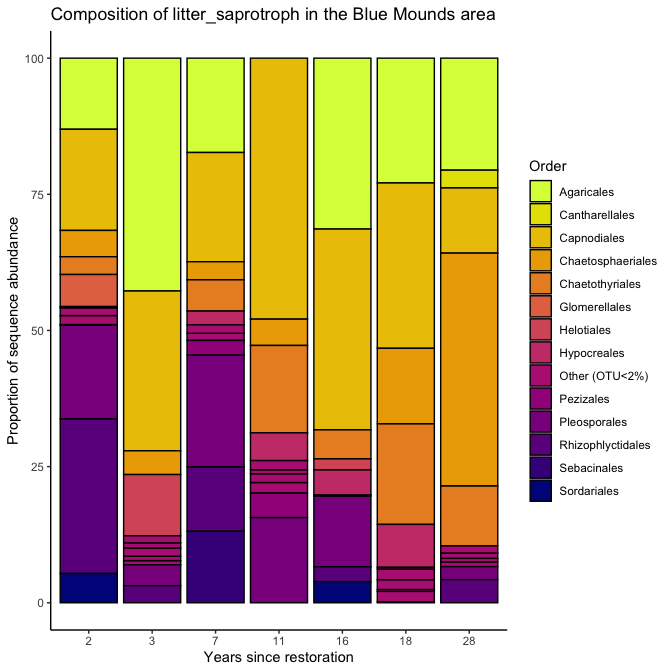 Composition of litter_saprotroph in the Blue Mounds area
Proportion of sequence abundance
100
75
50
25
0
2 3 7 11 16 18 28
Years since restoration
Order
Agaricales
Cantharellales
Capnodiales
Chaetosphaeriales
Chaetothyriales
Glomerellales
Helotiales
Hypocreales
Other (OTU<2%)
Pezizales
Pleosporales
Rhizophlyctidales
Sebacinales
Sordariales